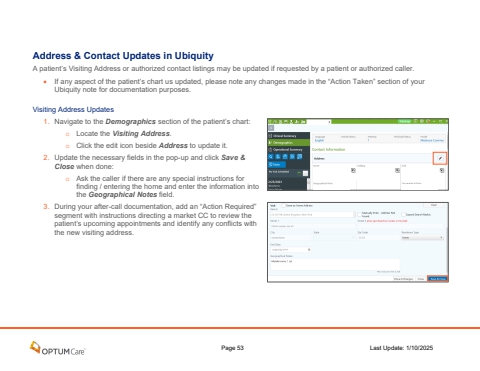 Address & Contact Updates in Ubiquity
A patient's Visiting Address or authorized contact listings may be updated if requested by a patient or authorized caller.
• If any aspect of the patient's chart us updated, please note any changes made in the "Action Taken" section of your
Ubiquity note for documentation purposes.
Visiting Address Updates
1. Navigate to the Demographics section of the patient's chart:
o Locate the Visiting Address.
o Click the edit icon beside Address to update it.
2. Update the necessary fields in the pop-up and click Save &
Close when done:
o Ask the caller if there are any special instructions for
finding / entering the home and enter the information into
the Geographical Notes field.
3. During your after-call documentation, add an "Action Required"
segment with instructions directing a market CC to review the
patient's upcoming appointments and identify any conflicts with
the new visiting address.
Clinical Summary
Demographics
Operational Summary
Contact Information
Address
OPTUM Care
Page 53
Last Update: 1/10/2025